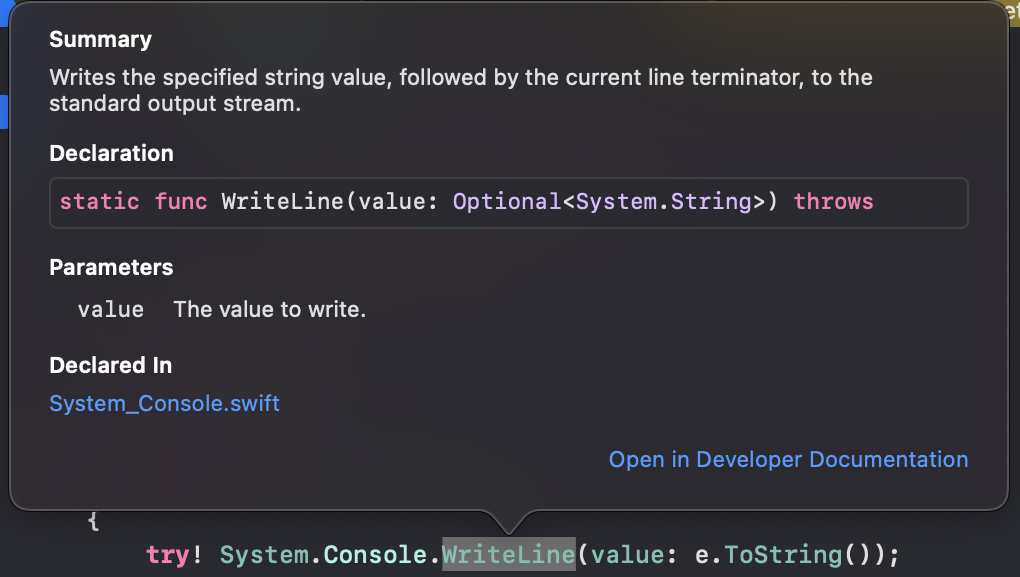 Summary
Writes the specified string value, followed by the current line terminator, to the
standard output stream.
Declaration
static func WriteLine(value: Optional<System.String>) throws
Parameters
value The value to write.
Declared In
System_Console.swift
Open in Developer Documentation
{
try! System.Console.WriteLine(value: e.ToString());